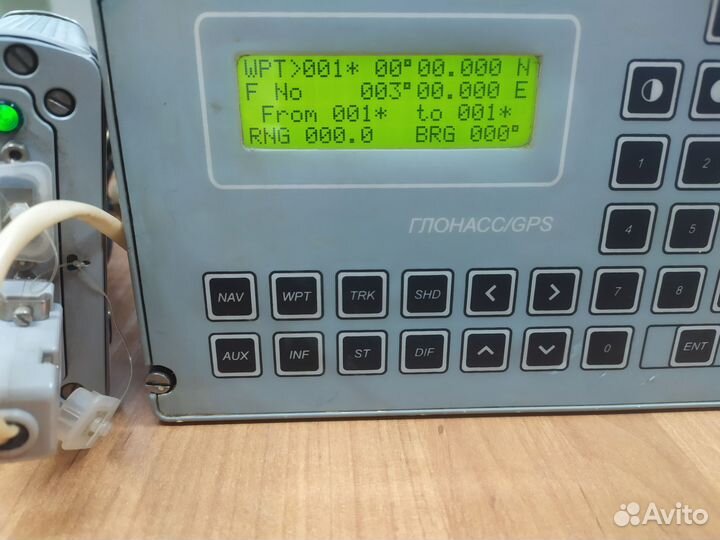 WPT>001* 00°00.000 N
F No 003°00.000 E
From 001* to 001*
RNG 000.0 BRG 000°
ГЛОНАСС/GPS
1 2
4 5
NAV WPT TRK SHD < > 7 8
AUX INF ST DIF 0 ENT
Avito